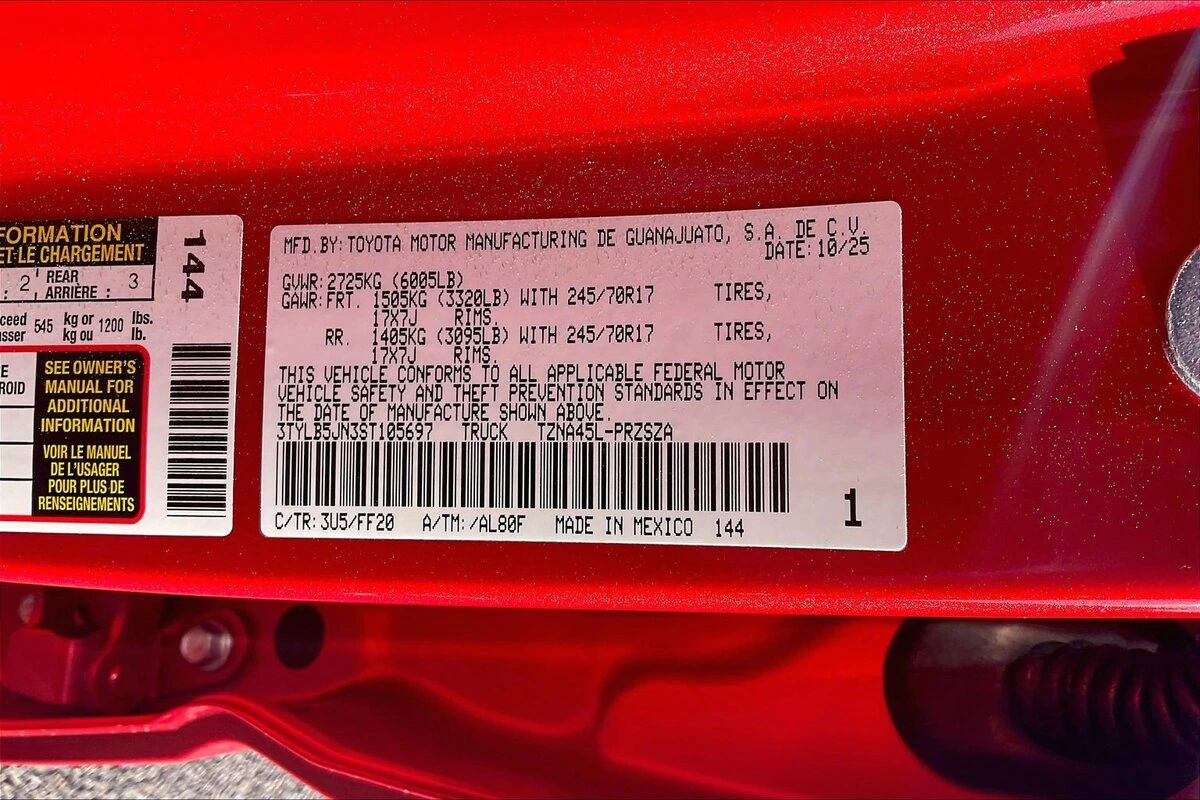 FORMATION
ET LE CHARGEMENT
: 2 , REAR ARRIÈRE : 3
545 kg or kg ou 1200 lbs. lb.
SEE OWNER'S
MANUAL FOR
ADDITIONAL
INFORMATION
VOIR LE MANUEL
DE L'USAGER
POUR PLUS DE
RENSEIGNEMENTS
144
MFD.BY:TOYOTA MOTOR MANUFACTURING DE GUANAJUATO, S.A. DE C.V.
DATE:10/25
GVWR:2725KG (6005LB)
GAWR:FRT. 1505KG (3320LB) WITH 245/70R17 TIRES,
17X7J RIMS.
RR. 1405KG (3095LB) WITH 245/70R17 TIRES,
17X7J RIMS.
THIS VEHICLE CONFORMS TO ALL APPLICABLE FEDERAL MOTOR
VEHICLE SAFETY AND THEFT PREVENTION STANDARDS IN EFFECT ON
THE DATE OF MANUFACTURE SHOWN ABOVE.
3TYLB5JN3ST105697 TRUCK TZNA45L-PRZSZA
C/TR:3U5/FF20 A/TM:/AL80F MADE IN MEXICO 144
1